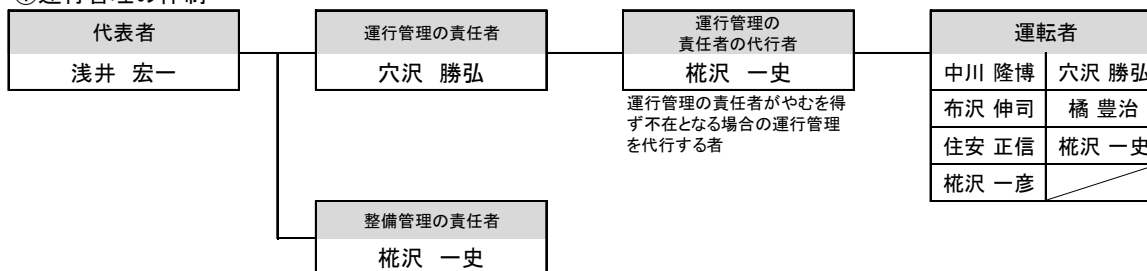 代表者
浅井 宏一
運行管理の責任者
穴沢 勝弘
運行管理の
責任者の代行者
椛沢 一史
運行管理の責任者がやむを得
ず不在となる場合の運行管理
を代行する者
運転者
中川 隆博 穴沢 勝弘
布沢 伸司 橘 豊治
住安 正信 椛沢 一史
椛沢 一彦
整備管理の責任者
椛沢 一史